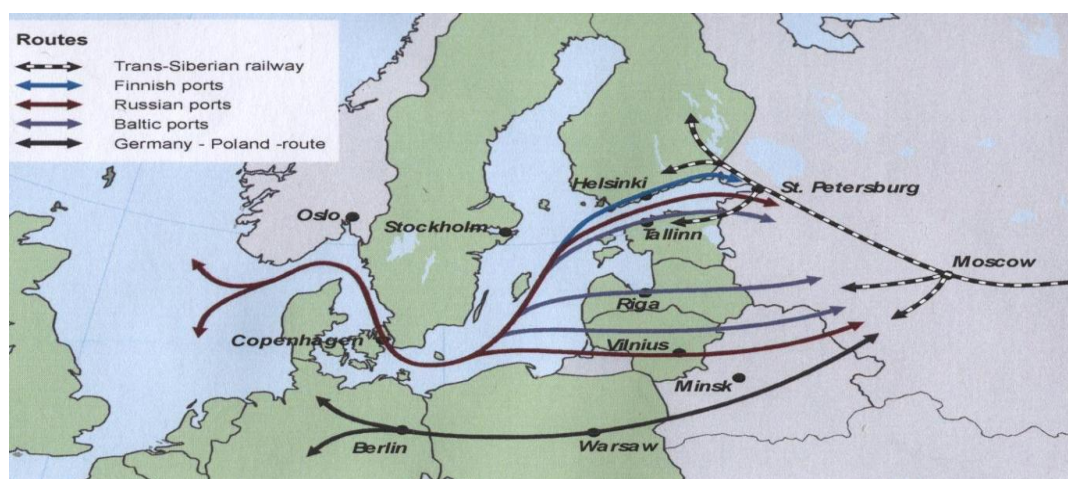 Routes
Trans-Siberian railway
Finnish ports
Russian ports
Baltic ports
Germany - Poland -route
Helsinki
St. Petersburg
Oslo
Stockholm
Tallinn
Moscow
Riga
Copenhagen
Vilnius
Minsk
Berlin
Warsaw